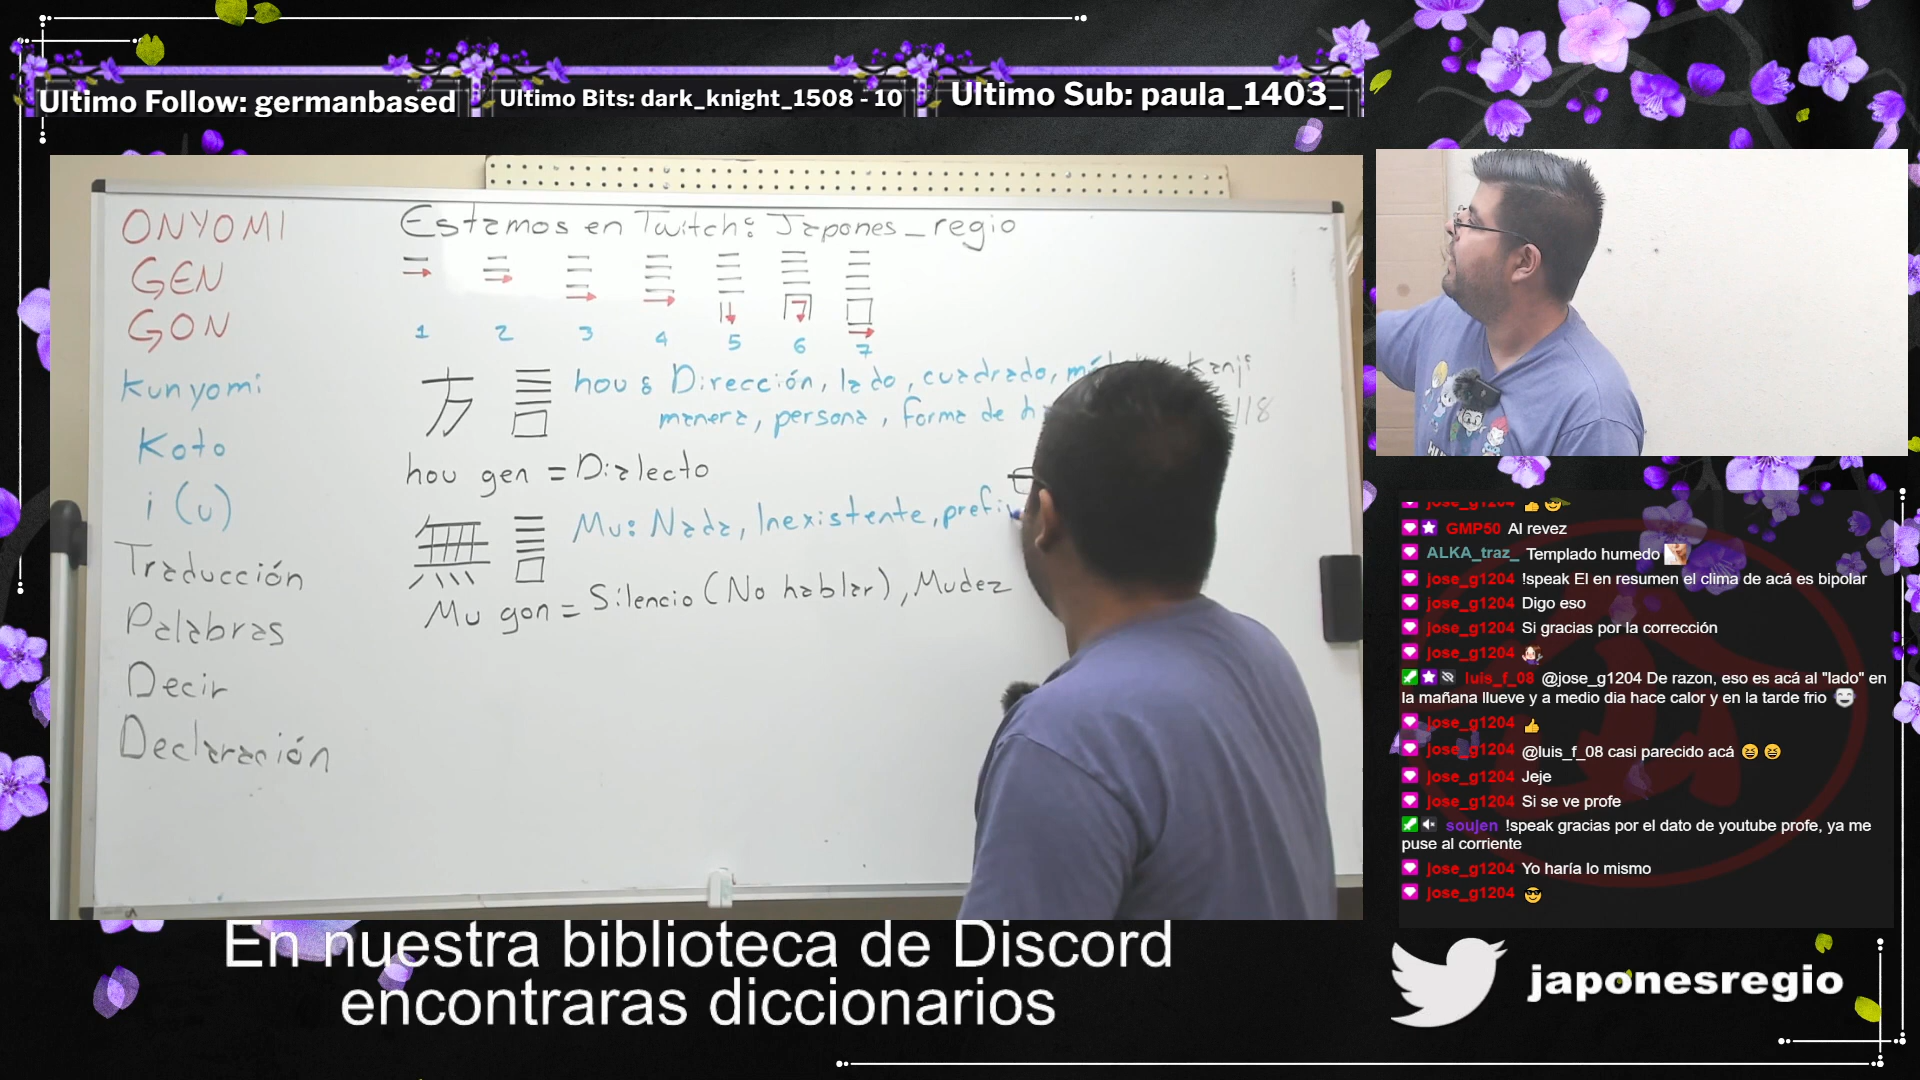 Ultimo Follow: germanbased
Ultimo Bits: dark_knight_1508 - 10
Ultimo Sub: paula_1403_
ONYOMI
GEN
GON
Kunyomi
Koto
i (u)
Traducción
Palabras
Decir
Declaración
Estamos en Twitch: Japones_regio
1 2 3 4 5 6 7
方言 hou: Dirección, lado, cuadrado,
manera, persona, forma de
Kanji
118
hou gen = Dialecto
無言 Mu: Nada, Inexistente,
Mu gon = Silencio (No hablar), Mudez
jose_g1204 👍 😎
GMP50 Al revez
ALKA_traz_ Templado humedo
jose_g1204 !speak El en resumen el clima de acá es bipolar
jose_g1204 Digo eso
jose_g1204 Si gracias por la corrección
jose_g1204
luis_f_08 @jose_g1204 De razon, eso es acá al "lado" en
la mañana llueve y a medio dia hace calor y en la tarde frio
jose_g1204 👍
jose_g1204 @luis_f_08 casi parecido acá 😆 😆
jose_g1204 Jeje
jose_g1204 Si se ve profe
soujen !speak gracias por el dato de youtube profe, ya me
puse al corriente
jose_g1204 Yo haría lo mismo
jose_g1204 😎
En nuestra biblioteca de Discord
encontraras diccionarios
japonesregio